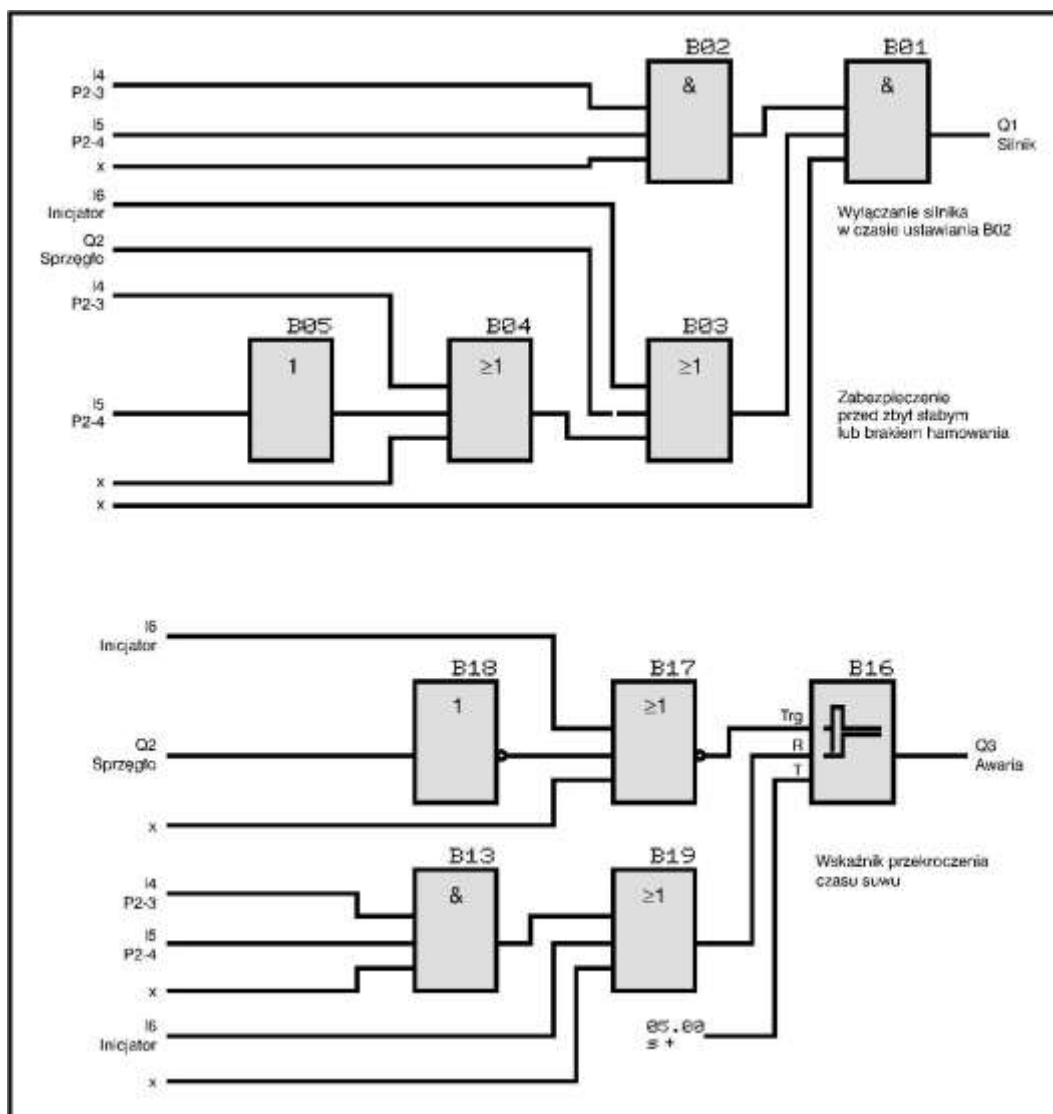 B02
B01
I4
P2-3
&
&
I5
P2-4
Q1
Silnik
x
I6
Inicjator
Wyłączanie silnika
w czasie ustawiania B02
Q2
Sprzęgło
I4
P2-3
B05
B04
B03
1
≥1
≥1
I5
P2-4
Zabezpieczenie
przed zbyt słabym
lub brakiem hamowania
x
x
I6
Inicjator
B18
B17
B16
1
≥1
Trg
Q2
Sprzęgło
R
Q3
Awaria
T
x
B13
B19
Wskaźnik przekroczenia
czasu suwu
I4
P2-3
&
≥1
I5
P2-4
x
I6
Inicjator
05.00
s +
x